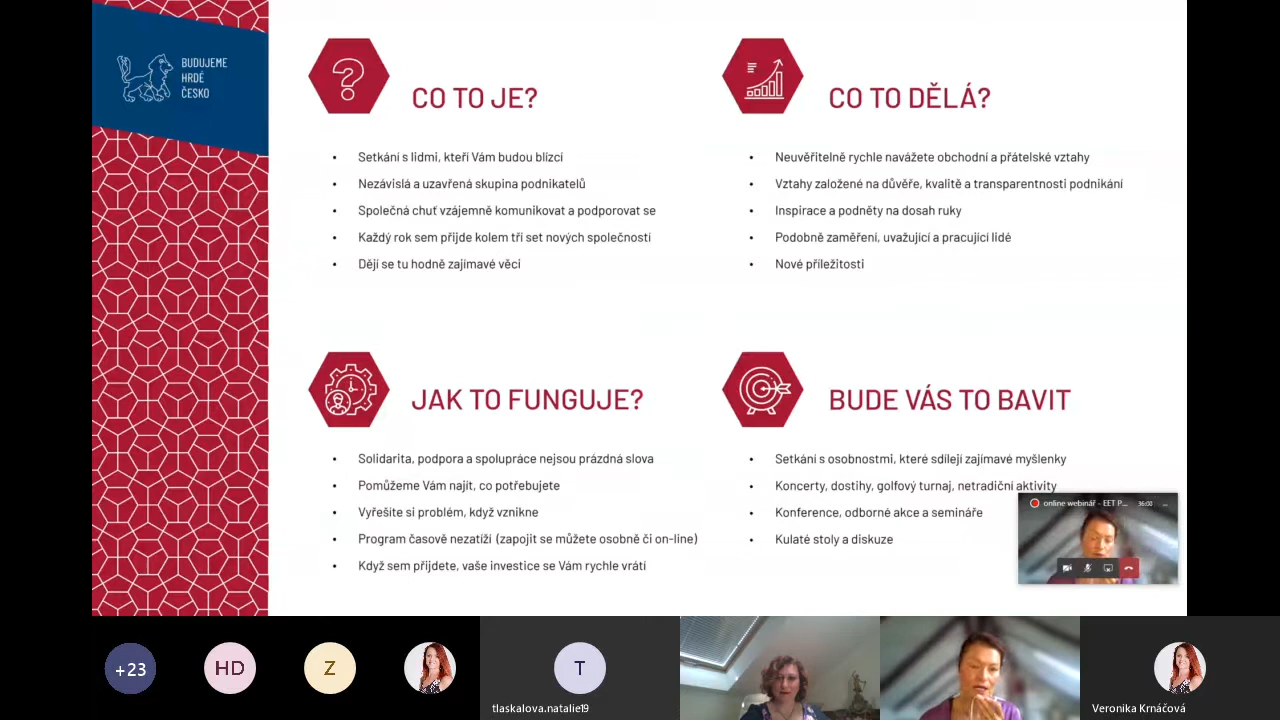 BUDUJEME
HRDÉ
ČESKO
CO TO JE?
• Setkání s lidmi, kteří Vám budou blízcí
• Nezávislá a uzavřená skupina podnikatelů
• Společná chuť vzájemně komunikovat a podporovat se
• Každý rok sem přijde kolem tří set nových společností
• Dějí se tu hodně zajímavé věci
CO TO DĚLÁ?
• Neuvěřitelně rychle navážete obchodní a přátelské vztahy
• Vztahy založené na důvěře, kvalitě a transparentnosti podnikání
• Inspirace a podněty na dosah ruky
• Podobně zaměření, uvažující a pracující lidé
• Nové příležitosti
JAK TO FUNGUJE?
• Solidarita, podpora a spolupráce nejsou prázdná slova
• Pomůžeme Vám najít, co potřebujete
• Vyřešíte si problém, když vznikne
• Program časově nezatíží (zapojit se můžete osobně či on-line)
• Když sem přijdete, vaše investice se Vám rychle vrátí
BUDE VÁS TO BAVIT
• Setkání s osobnostmi, které sdílejí zajímavé myšlenky
• Koncerty, dostihy, golfový turnaj, netradiční aktivity
• Konference, odborné akce a semináře
• Kulaté stoly a diskuze
online webinář - EET P... 36:00 ...
+23
HD
Z
T
tlaskalova.natalie19
Veronika Krnáčová